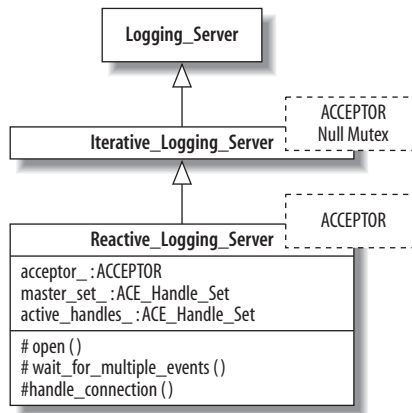 Logging_Server
ACCEPTOR
Null Mutex
Iterative_Logging_Server
ACCEPTOR
Reactive_Logging_Server
acceptor_ : ACCEPTOR
master_set_ : ACE_Handle_Set
active_handles_ : ACE_Handle_Set
# open ( )
# wait_for_multiple_events ( )
#handle_connection ( )